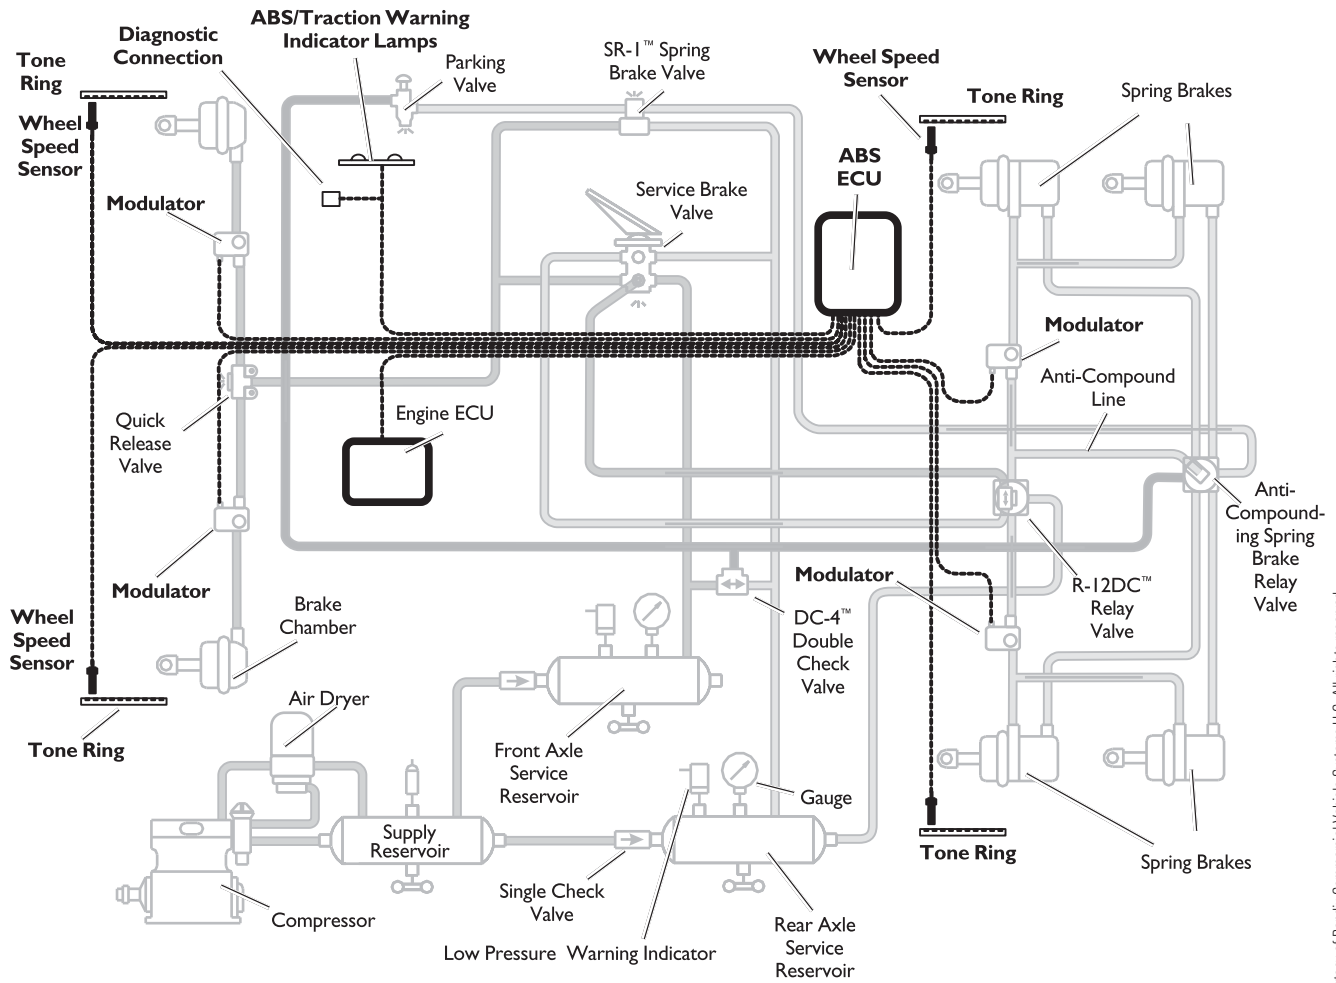 ABS/Traction Warning
Indicator Lamps
Diagnostic
Connection
Tone
Ring
Wheel
Speed
Sensor
Modulator
Parking
Valve
SR-1™ Spring
Brake Valve
Wheel Speed
Sensor
Tone Ring
Spring Brakes
ABS
ECU
Service Brake
Valve
Modulator
Anti-Compound
Line
Quick
Release
Valve
Engine ECU
Anti-
Compound-
ing Spring
Brake
Relay
Valve
Modulator
Modulator
R-12DC™
Relay
Valve
DC-4™
Double
Check
Valve
Wheel
Speed
Sensor
Brake
Chamber
Tone Ring
Air Dryer
Front Axle
Service
Reservoir
Gauge
Supply
Reservoir
Tone Ring
Spring Brakes
Compressor
Single Check
Valve
Low Pressure Warning Indicator
Rear Axle
Service
Reservoir